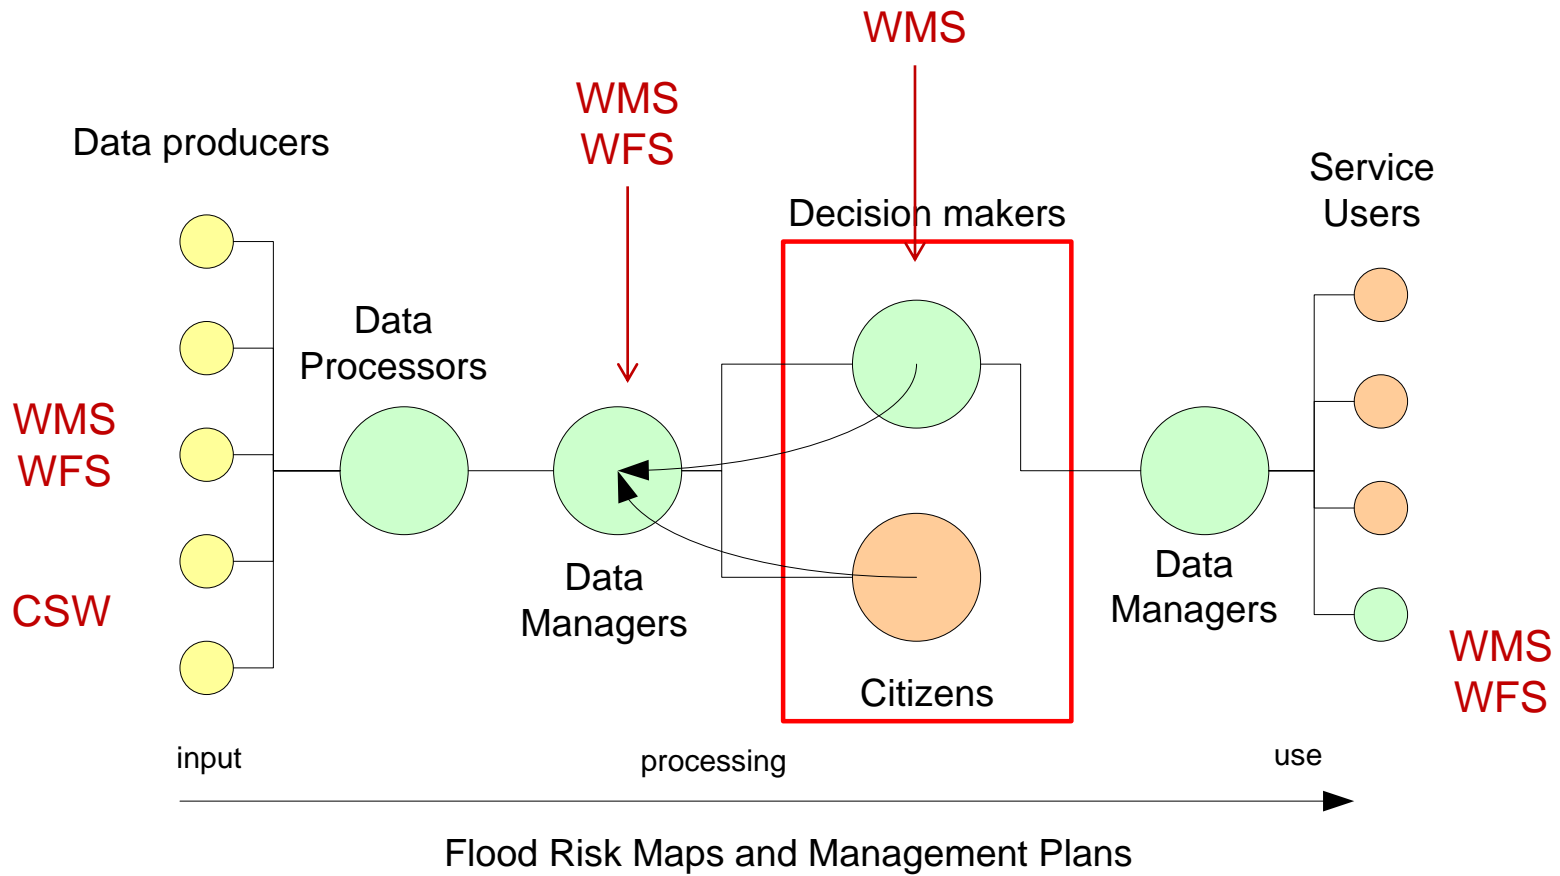 WMS
WMS
WFS
Data producers
Service
Users
Decision makers
Data
Processors
WMS
WFS
CSW
Data
Managers
Data
Managers
Citizens
WMS
WFS
input
processing
use
Flood Risk Maps and Management Plans